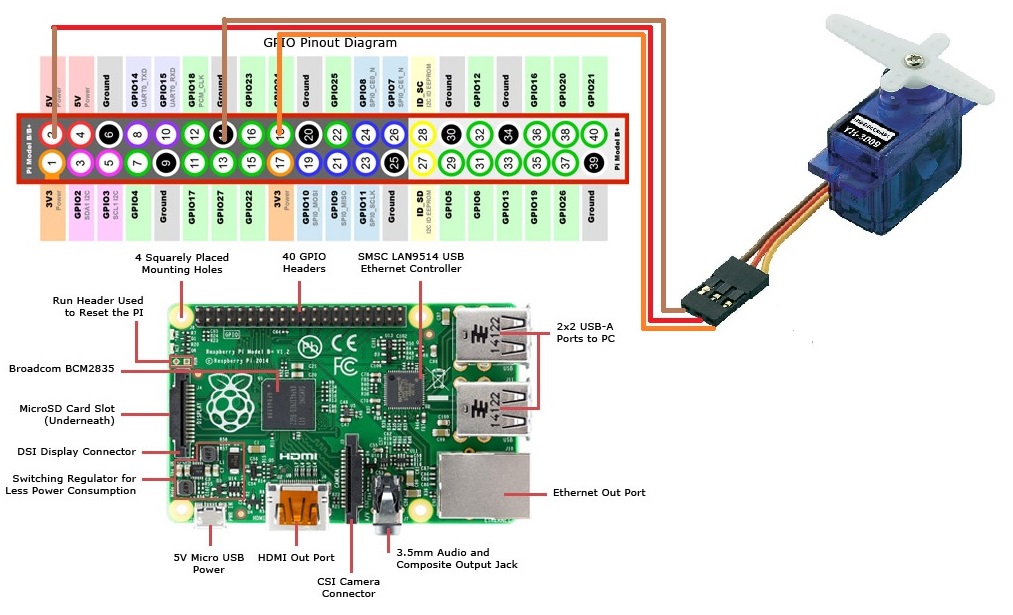 GPIO Pinout Diagram
5V Power
5V Power
Ground
GPIO14 UART0_TXD
GPIO15 UART0_RXD
GPIO18 PCM_CLK
Ground
GPIO23
GPIO24
Ground
GPIO25
GPIO8 SPI0_CE0_N
GPIO7 SPI0_CE1_N
ID_SC I2C ID EEPROM
Ground
GPIO12
Ground
GPIO16
GPIO20
GPIO21
Pi Model B/B+
2 4 6 8 10 12 14 16 18 20 22 24 26 28 30 32 34 36 38 40
1 3 5 7 9 11 13 15 17 19 21 23 25 27 29 31 33 35 37 39
Pi Model B+
3V3 Power
GPIO2 SDA1 I2C
GPIO3 SCL1 I2C
GPIO4
Ground
GPIO17
GPIO27
GPIO22
3V3 Power
GPIO10 SPI0_MOSI
GPIO9 SPI0_MISO
GPIO11 SPI0_SCLK
Ground
ID_SD I2C ID EEPROM
GPIO5
GPIO6
GPIO13
GPIO19
GPIO26
Ground
YH-3009
4 Squarely Placed
Mounting Holes
40 GPIO
Headers
SMSC LAN9514 USB
Ethernet Controller
Run Header Used
to Reset the PI
Broadcom BCM2835
MicroSD Card Slot
(Underneath)
DSI Display Connector
Switching Regulator for
Less Power Consumption
2x2 USB-A
Ports to PC
Ethernet Out Port
5V Micro USB
Power
HDMI Out Port
CSI Camera
Connector
3.5mm Audio and
Composite Output Jack
GPIO
Raspberry Pi Model B+ V1.2
© Raspberry Pi 2014
Pb
CE
FC
DISPLAY
CAMERA
HDMI
14122
14122
USB
USB
ETHERNET
HDMI